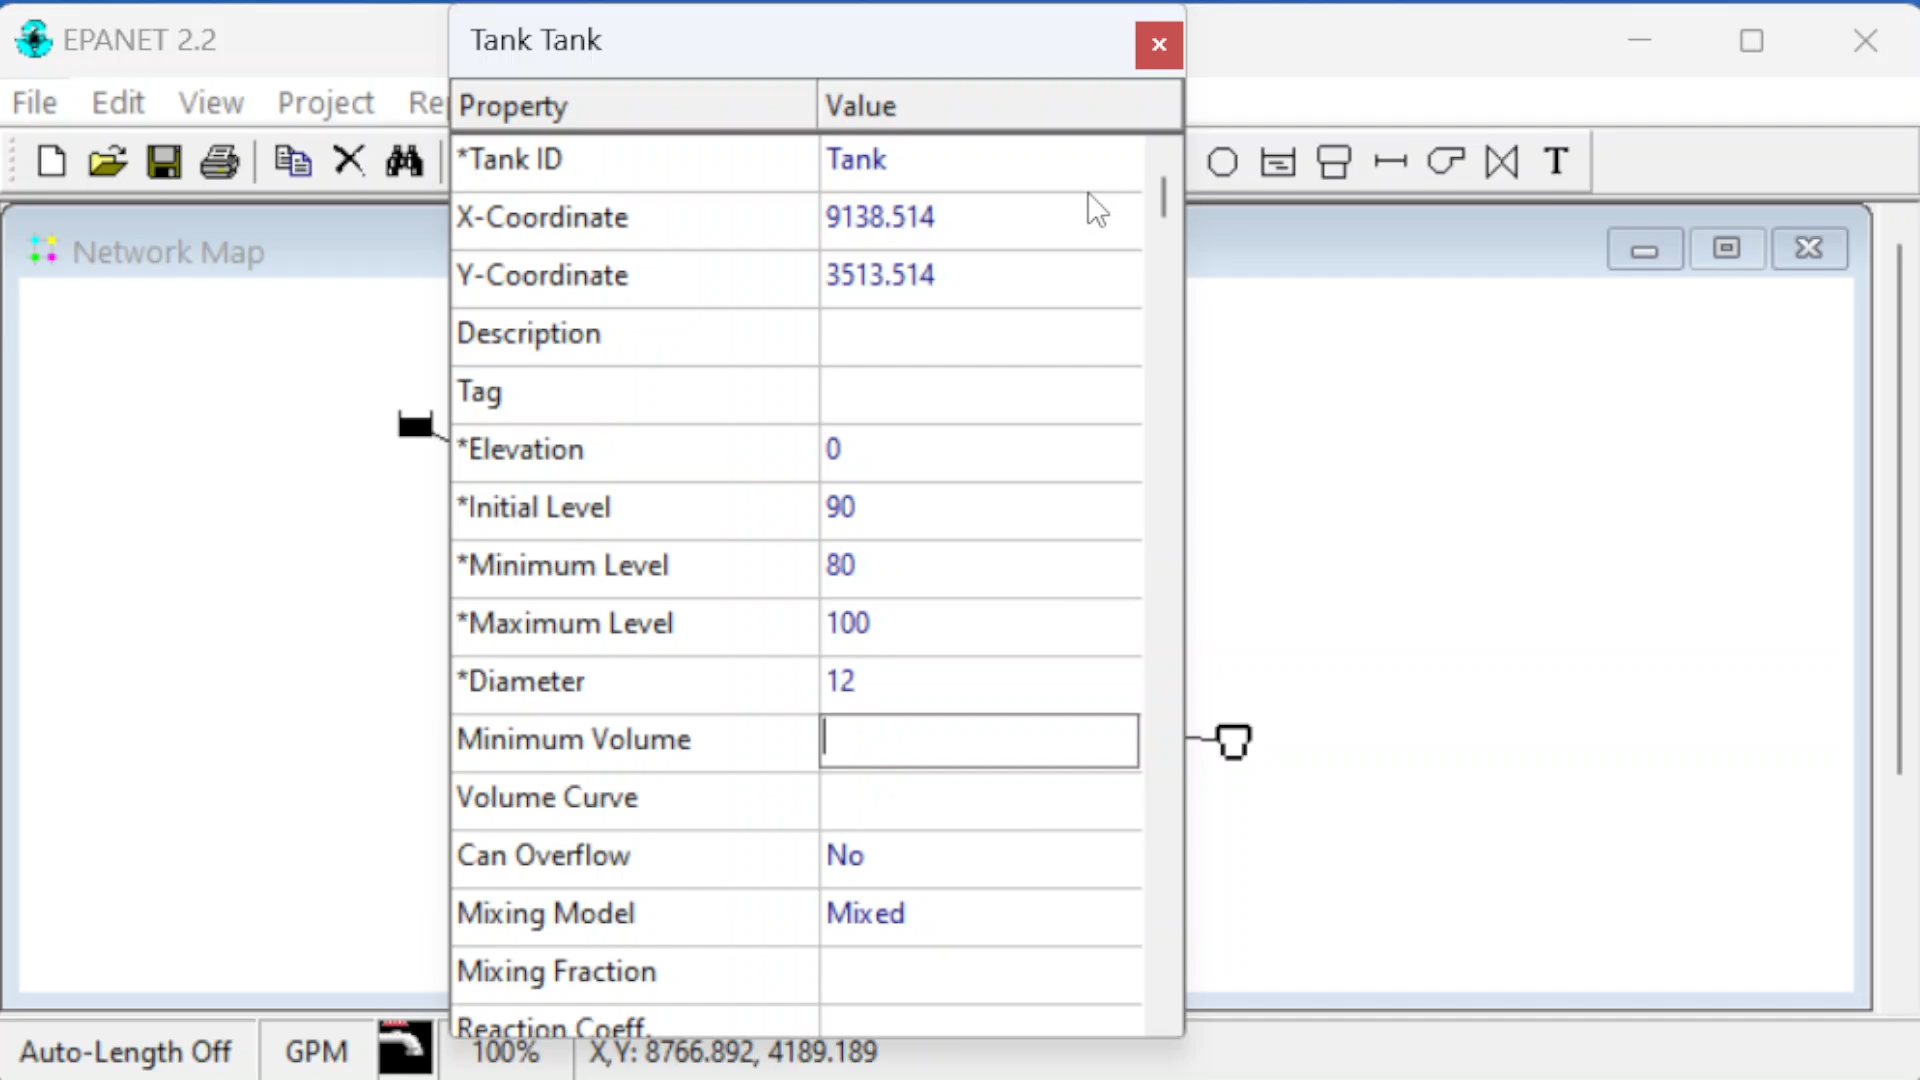 EPANET 2.2
Tank Tank
File Edit View Project Re
Property Value
*Tank ID Tank
T
X-Coordinate 9138.514
Network Map
Y-Coordinate 3513.514
Description
Tag
*Elevation 0
*Initial Level 90
*Minimum Level 80
*Maximum Level 100
*Diameter 12
Minimum Volume
Volume Curve
Can Overflow No
Mixing Model Mixed
Mixing Fraction
Reaction Coeff.
Auto-Length Off GPM 100% X,Y: 8766.892, 4189.189